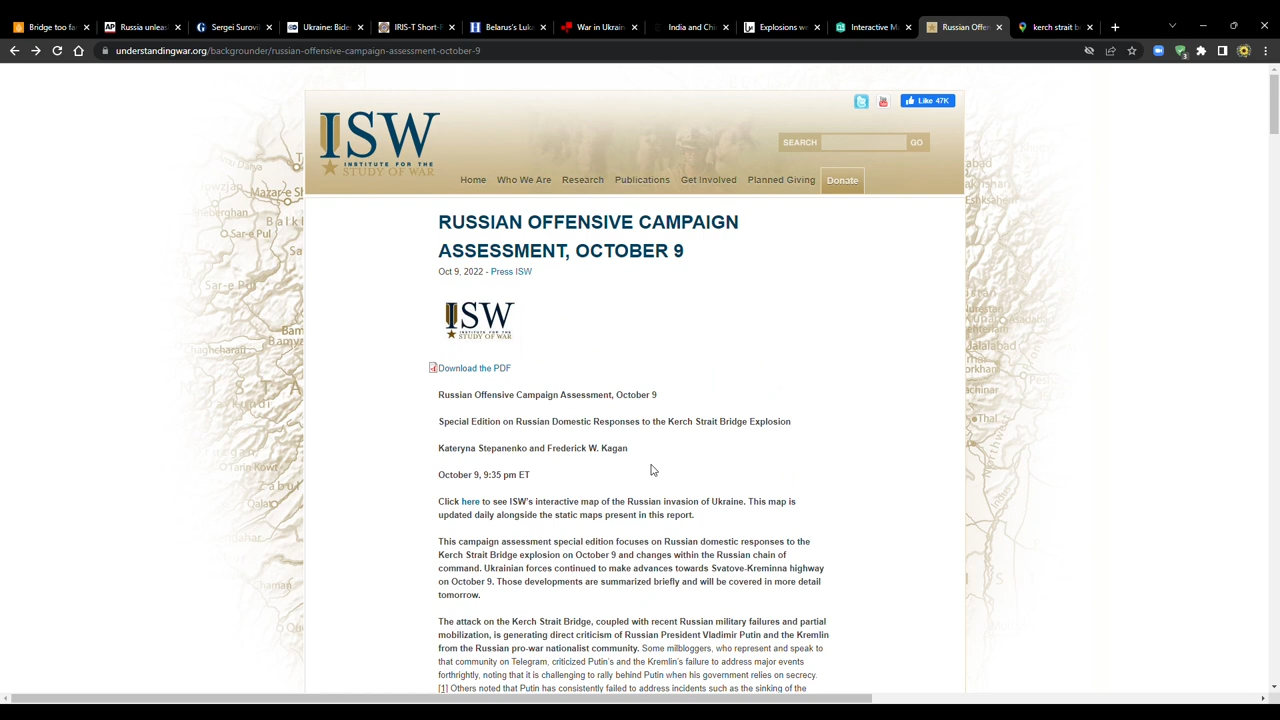 Bridge too fa
Russia unleas
Sergei Surovi
Ukraine: Bide
IRIS-T Short-
Belarus's Luk
War in Ukrain
India and Chi
Explosions we
Interactive M
Russian Offen
kerch strait b
understandingwar.org/backgrounder/russian-offensive-campaign-assessment-october-9
Like 47K
ISW
INSTITUTE FOR THE
STUDY OF WAR
SEARCH
GO
Home Who We Are Research Publications Get Involved Planned Giving Donate
RUSSIAN OFFENSIVE CAMPAIGN
ASSESSMENT, OCTOBER 9
Oct 9, 2022 - Press ISW
ISW
INSTITUTE FOR THE
STUDY OF WAR
Download the PDF
Russian Offensive Campaign Assessment, October 9
Special Edition on Russian Domestic Responses to the Kerch Strait Bridge Explosion
Kateryna Stepanenko and Frederick W. Kagan
October 9, 9:35 pm ET
Click here to see ISW's interactive map of the Russian invasion of Ukraine. This map is
updated daily alongside the static maps present in this report.
This campaign assessment special edition focuses on Russian domestic responses to the
Kerch Strait Bridge explosion on October 9 and changes within the Russian chain of
command. Ukrainian forces continued to make advances towards Svatove-Kreminna highway
on October 9. Those developments are summarized briefly and will be covered in more detail
tomorrow.
The attack on the Kerch Strait Bridge, coupled with recent Russian military failures and partial
mobilization, is generating direct criticism of Russian President Vladimir Putin and the Kremlin
from the Russian pro-war nationalist community. Some milbloggers, who represent and speak to
that community on Telegram, criticized Putin's and the Kremlin's failure to address major events
forthrightly, noting that it is challenging to rally behind Putin when his government relies on secrecy.
[1] Others noted that Putin has consistently failed to address incidents such as the sinking of the